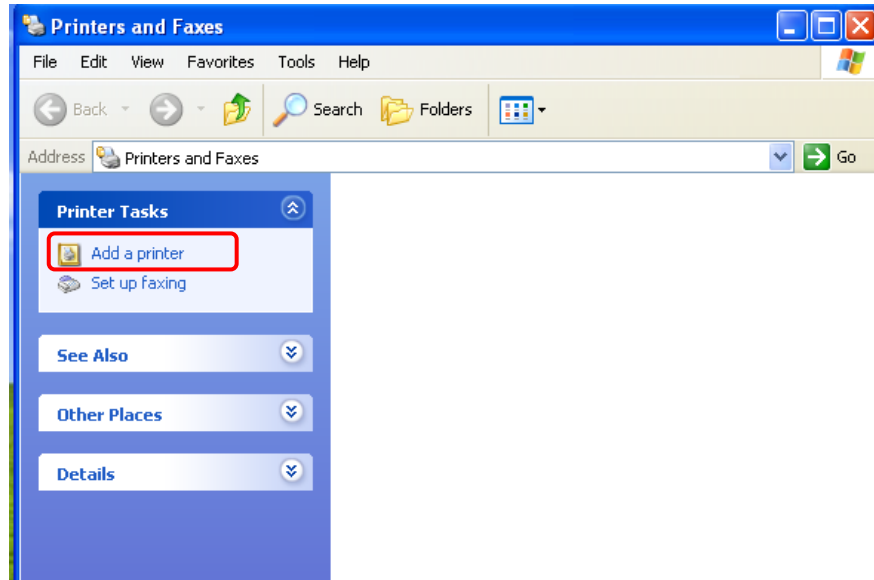 Printers and Faxes
File Edit View Favorites Tools Help
Back Search Folders
Address Printers and Faxes Go
Printer Tasks
Add a printer
Set up faxing
See Also
Other Places
Details